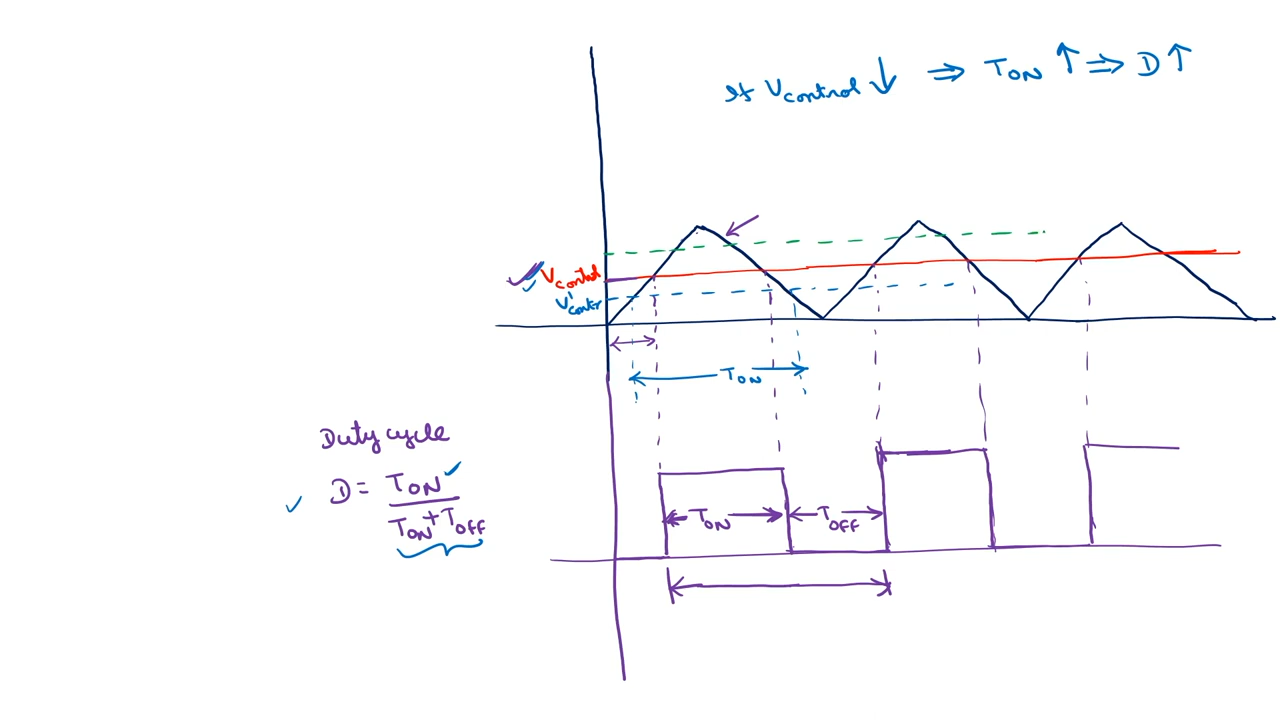 If Vcontrol ↓ ⇒ TON ↑ ⇒ D ↑
Vcontrol
V'contr
TON
Duty cycle
D = TON
TON + TOFF
TON
TOFF